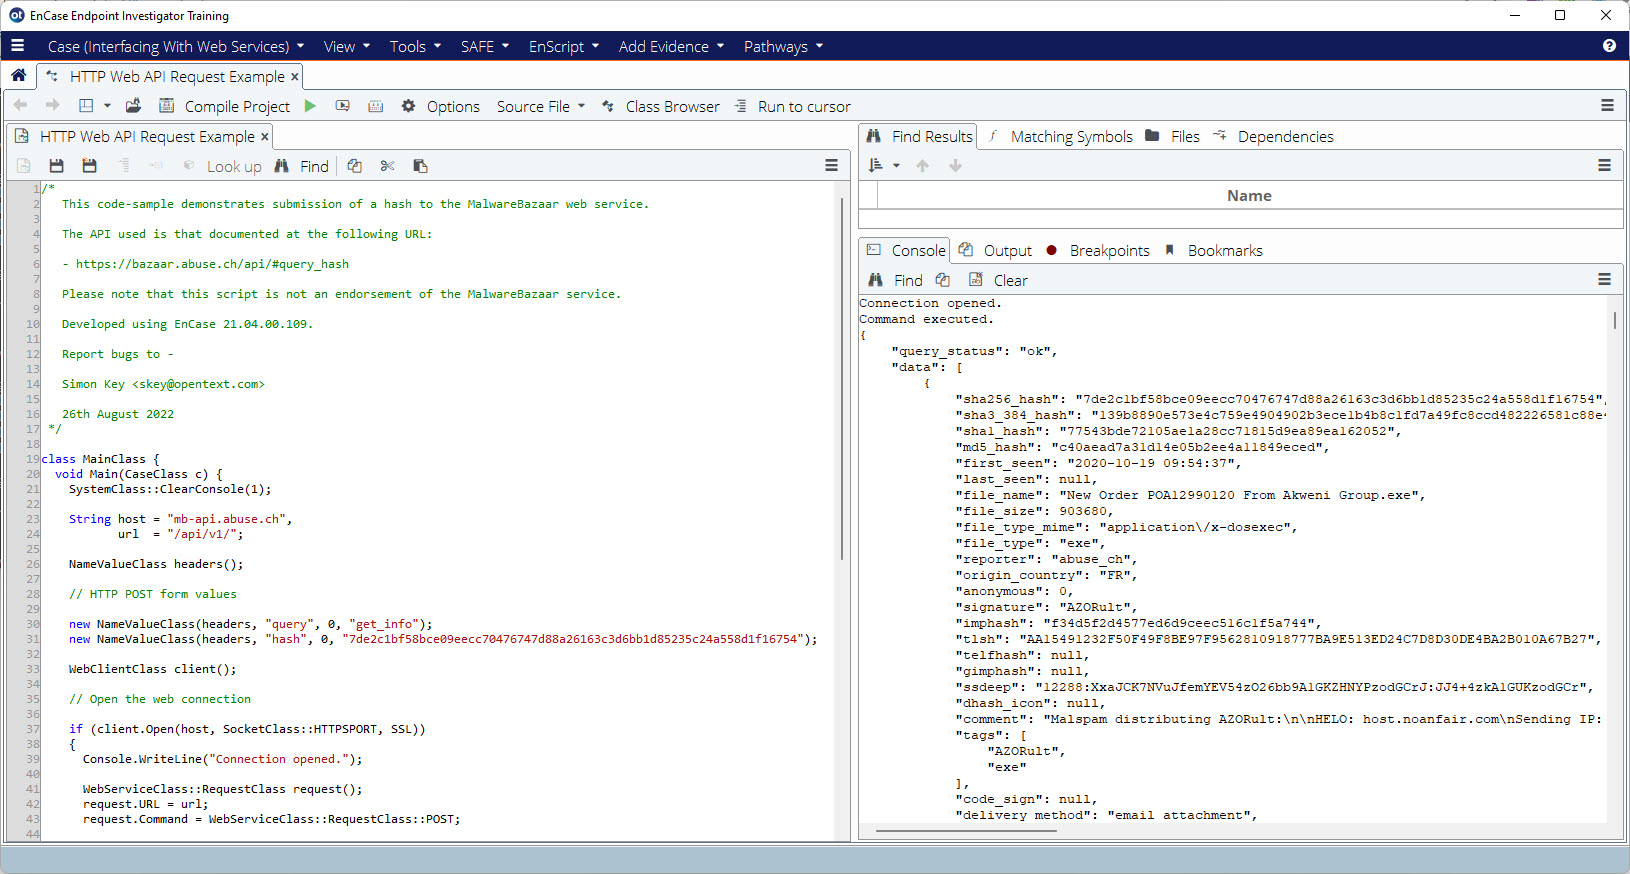 EnCase Endpoint Investigator Training
Case (Interfacing With Web Services) View Tools SAFE EnScript Add Evidence Pathways
HTTP Web API Request Example
Compile Project Options Source File Class Browser Run to cursor
HTTP Web API Request Example
Look up Find
1 /*
2 This code-sample demonstrates submission of a hash to the MalwareBazaar web service.
3
4 The API used is that documented at the following URL:
5
6 - https://bazaar.abuse.ch/api/#query_hash
7
8 Please note that this script is not an endorsement of the MalwareBazaar service.
9
10 Developed using EnCase 21.04.00.109.
11
12 Report bugs to -
13
14 Simon Key <skey@opentext.com>
15
16 26th August 2022
17 */
18
19 class MainClass {
20 void Main(CaseClass c) {
21 SystemClass::ClearConsole(1);
22
23 String host = "mb-api.abuse.ch",
24 url = "/api/v1/";
25
26 NameValueClass headers();
27
28 // HTTP POST form values
29
30 new NameValueClass(headers, "query", 0, "get_info");
31 new NameValueClass(headers, "hash", 0, "7de2c1bf58bce09eecc70476747d88a26163c3d6bb1d85235c24a558d1f16754");
32
33 WebClientClass client();
34
35 // Open the web connection
36
37 if (client.Open(host, SocketClass::HTTPSPORT, SSL))
38 {
39 Console.WriteLine("Connection opened.");
40
41 WebServiceClass::RequestClass request();
42 request.URL = url;
43 request.Command = WebServiceClass::RequestClass::POST;
44
Find Results Matching Symbols Files Dependencies
Name
Console Output Breakpoints Bookmarks
Find Clear
Connection opened.
Command executed.
{
"query_status": "ok",
"data": [
{
"sha256_hash": "7de2c1bf58bce09eecc70476747d88a26163c3d6bb1d85235c24a558d1f16754",
"sha3_384_hash": "139b8890e573e4c759e4904902b3ece1b4b8c1fd7a49fc8ccd482226581c88e4
"sha1_hash": "77543bde72105ae1a28cc71815d9ea89ea162052",
"md5_hash": "c40aead7a31d14e05b2ee4a11849eced",
"first_seen": "2020-10-19 09:54:37",
"last_seen": null,
"file_name": "New Order POA12990120 From Akweni Group.exe",
"file_size": 903680,
"file_type_mime": "application\/x-dosexec",
"file_type": "exe",
"reporter": "abuse_ch",
"origin_country": "FR",
"anonymous": 0,
"signature": "AZORult",
"imphash": "f34d5f2d4577ed6d9ceec516c1f5a744",
"tlsh": "AA15491232F50F49F8BE97F9562810918777BA9E513ED24C7D8D30DE4BA2B010A67B27",
"telfhash": null,
"gimphash": null,
"ssdeep": "12288:XxaJCK7NVuJfemYEV54zO26bb9A1GKZHNYPzodGCrJ:JJ4+4zkA1GUKzodGCr",
"dhash_icon": null,
"comment": "Malspam distributing AZORult:\n\nHELO: host.noanfair.com\nSending IP:
"tags": [
"AZORult",
"exe"
],
"code_sign": null,
"delivery_method": "email_attachment",